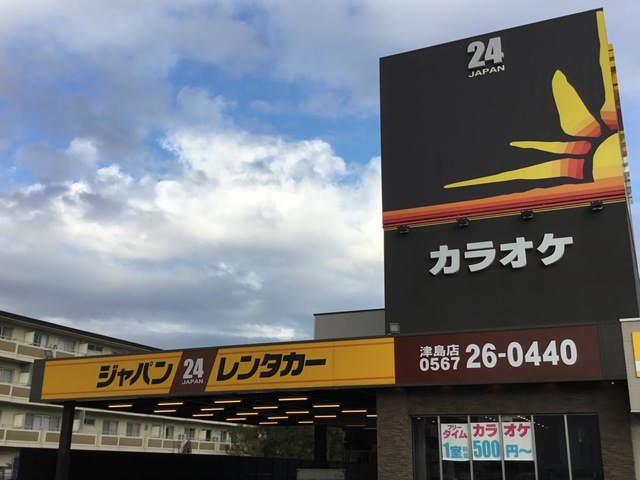 24
JAPAN
カラオケ
ジャパン 24 JAPAN レンタカー
津島店
0567 26-0440
フリー
タイム カラオケ
1室 500円〜